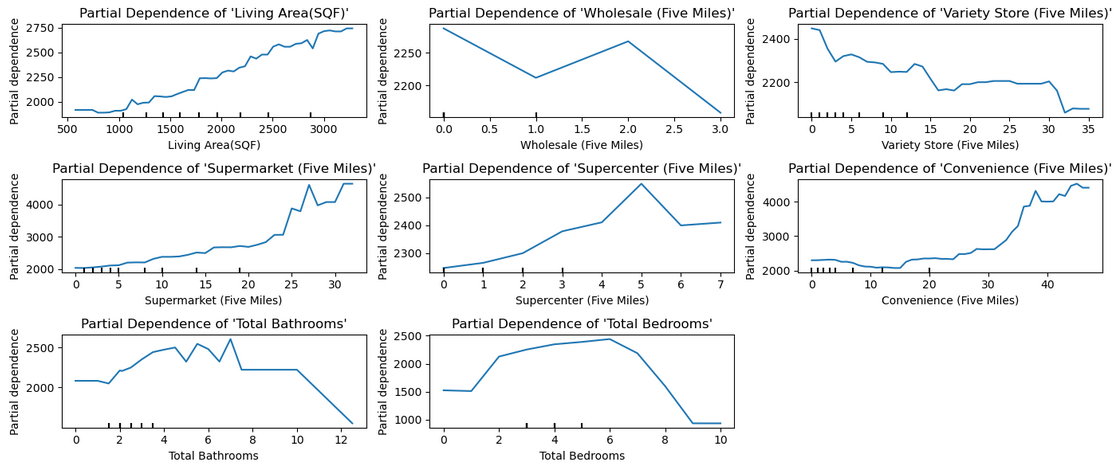 Partial Dependence of 'Living Area(SQF)'
Partial dependence
2750
2500
2250
2000
500 1000 1500 2000 2500 3000
Living Area(SQF)
Partial Dependence of 'Wholesale (Five Miles)'
Partial dependence
2250
2200
0.0 0.5 1.0 1.5 2.0 2.5 3.0
Wholesale (Five Miles)
Partial Dependence of 'Variety Store (Five Miles)'
Partial dependence
2400
2200
0 5 10 15 20 25 30 35
Variety Store (Five Miles)
Partial Dependence of 'Supermarket (Five Miles)'
Partial dependence
4000
3000
2000
0 5 10 15 20 25 30
Supermarket (Five Miles)
Partial Dependence of 'Supercenter (Five Miles)'
Partial dependence
2500
2400
2300
0 1 2 3 4 5 6 7
Supercenter (Five Miles)
Partial Dependence of 'Convenience (Five Miles)'
Partial dependence
4000
3000
2000
0 10 20 30 40
Convenience (Five Miles)
Partial Dependence of 'Total Bathrooms'
Partial dependence
2500
2000
0 2 4 6 8 10 12
Total Bathrooms
Partial Dependence of 'Total Bedrooms'
Partial dependence
2500
2000
1500
1000
0 2 4 6 8 10
Total Bedrooms